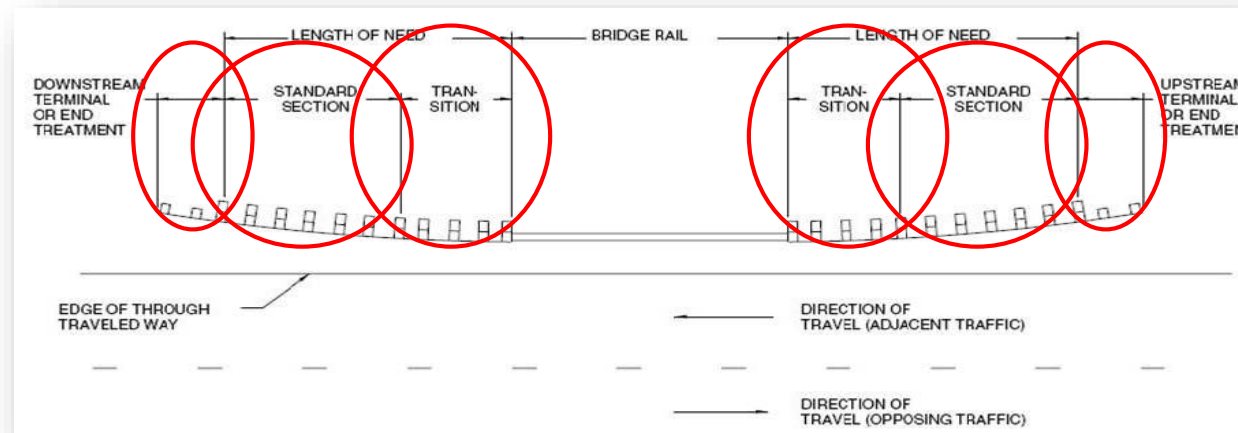 LENGTH OF NEED
BRIDGE RAIL
LENGTH OF NEED
DOWNSTREAM
TERMINAL
OR END
TREATMENT
STANDARD
SECTION
TRAN-
SITION
TRAN-
SITION
STANDARD
SECTION
UPSTREAM
TERMINAL
OR END
TREATMEN
EDGE OF THROUGH
TRAVELED WAY
DIRECTION OF
TRAVEL (ADJACENT TRAFFIC)
DIRECTION OF
TRAVEL (OPPOSING TRAFFIC)